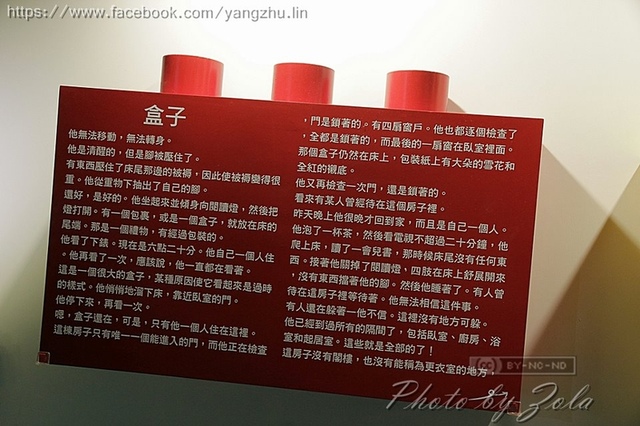 https://www.facebook.com/yangzhu.lin
盒子
他無法移動，無法轉身。
他是清醒的，但是腳被壓住了。
有東西壓住了床尾那邊的被褥，因此使被褥變得很
重。他從重物下抽出了自己的腳。
還好，是好的。他坐起來並傾身向閱讀燈，然後把
燈打開。有一個包裹，或是一個盒子，就放在床的
尾端。那是一個禮物，有經過包裝的。
他看了下錶。現在是六點二十分。他自己一個人住
。他再看了一次，應該說，他一直都在看著。
這是一個很大的盒子，某種原因使它看起來是過時
的樣式。他悄悄地溜下床，靠近臥室的門。
他停下來，再看一次。
嗯，盒子還在，可是，只有他一個人住在這裡。
這棟房子只有唯一一個能進入的門，而他正在檢查
，門是鎖著的。有四扇窗戶。他也都逐個檢查了
，全都是鎖著的，而最後的一扇窗在臥室裡面。
那個盒子仍然在床上，包裝紙上有大朵的雪花和
全紅的襯底。
他又再檢查一次門，還是鎖著的。
看來有某人曾經待在這個房子裡。
昨天晚上他很晚才回到家，而且是自己一個人。
他泡了一杯茶，然後看電視不超過二十分鐘，他
爬上床，讀了一會兒書，那時候床尾沒有任何東
西。接著他關掉了閱讀燈，四肢在床上舒展開來
，沒有東西擋著他的腳。然後他睡著了。有人曾
待在這房子裡等待著。他無法相信這件事。
有人還在躲著－他不信。這裡沒有地方可躲。
他已經到過所有的隔間了，包括臥室、廚房、浴
室和起居室。這些就是全部的了！
這房子沒有閣樓，也沒有能稱為更衣室的地方，
cc BY-NC-ND
Photo by Zola